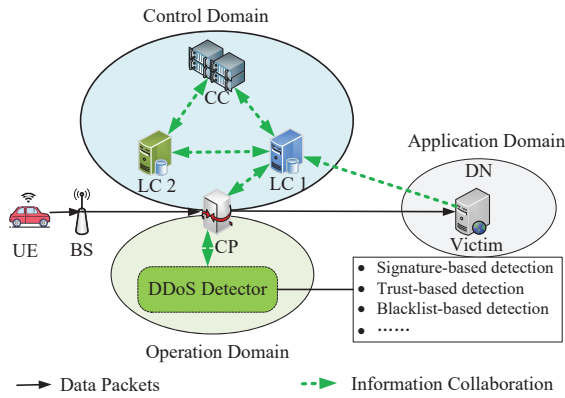 Control Domain
CC
LC 2
LC 1
Application Domain
DN
Victim
UE
BS
CP
DDoS Detector
Operation Domain
● Signature-based detection
● Trust-based detection
● Blacklist-based detection
● ……
Data Packets
Information Collaboration